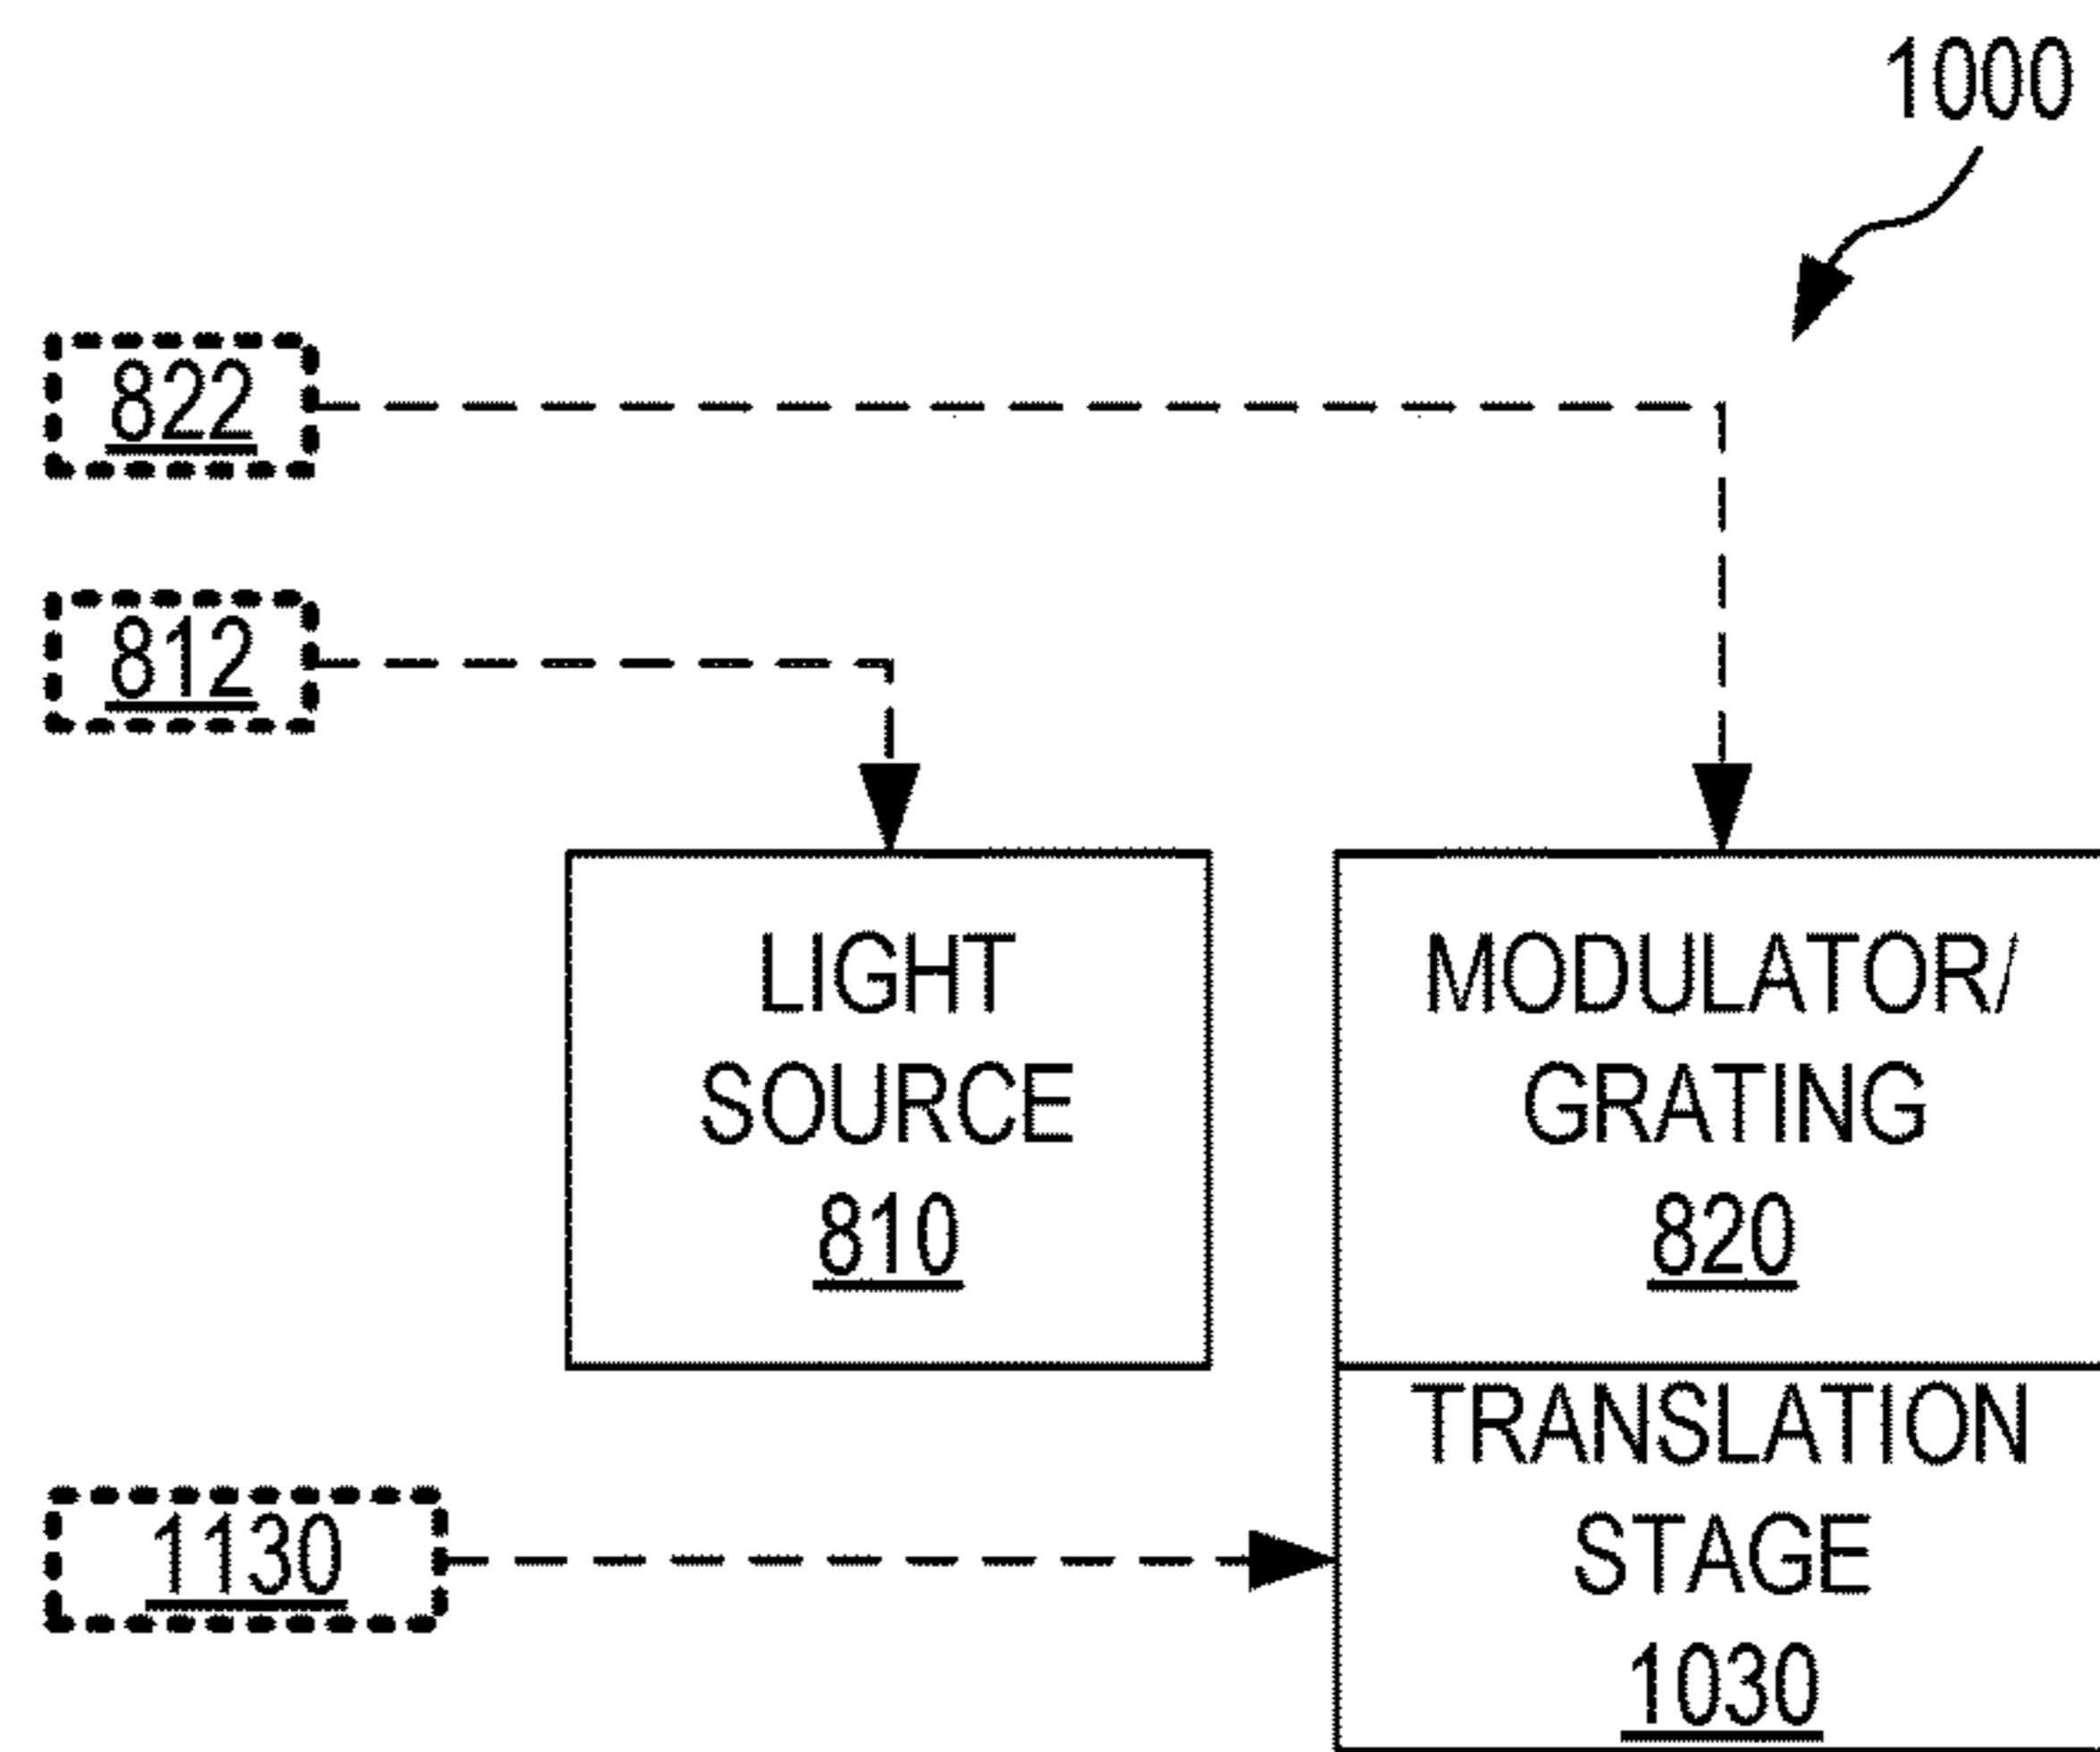 1000
822
812
LIGHT
SOURCE
810
MODULATOR/
GRATING
820
TRANSLATION
STAGE
1030
1130